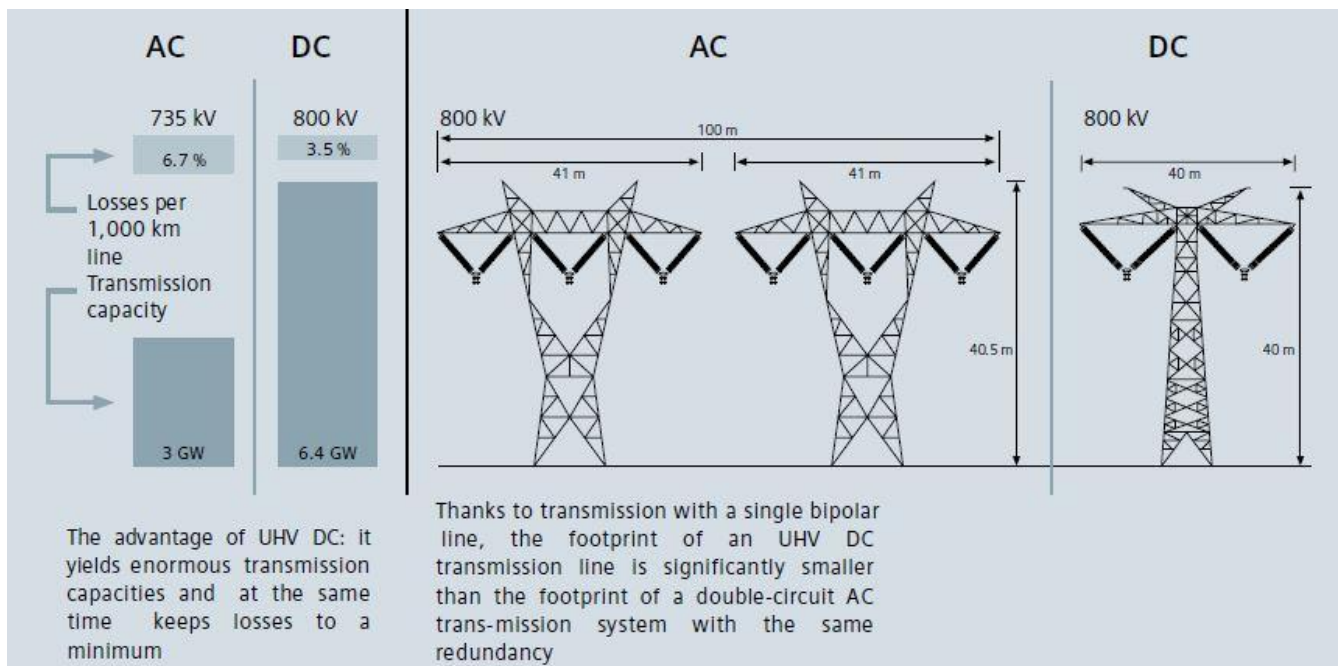 AC
DC
735 kV
800 kV
6.7 %
3.5 %
Losses per
1,000 km
line
Transmission
capacity
3 GW
6.4 GW
The advantage of UHV DC: it
yields enormous transmission
capacities and at the same
time keeps losses to a
minimum
AC
DC
800 kV
100 m
41 m
41 m
40.5 m
800 kV
40 m
40 m
Thanks to transmission with a single bipolar
line, the footprint of an UHV DC
transmission line is significantly smaller
than the footprint of a double-circuit AC
trans-mission system with the same
redundancy